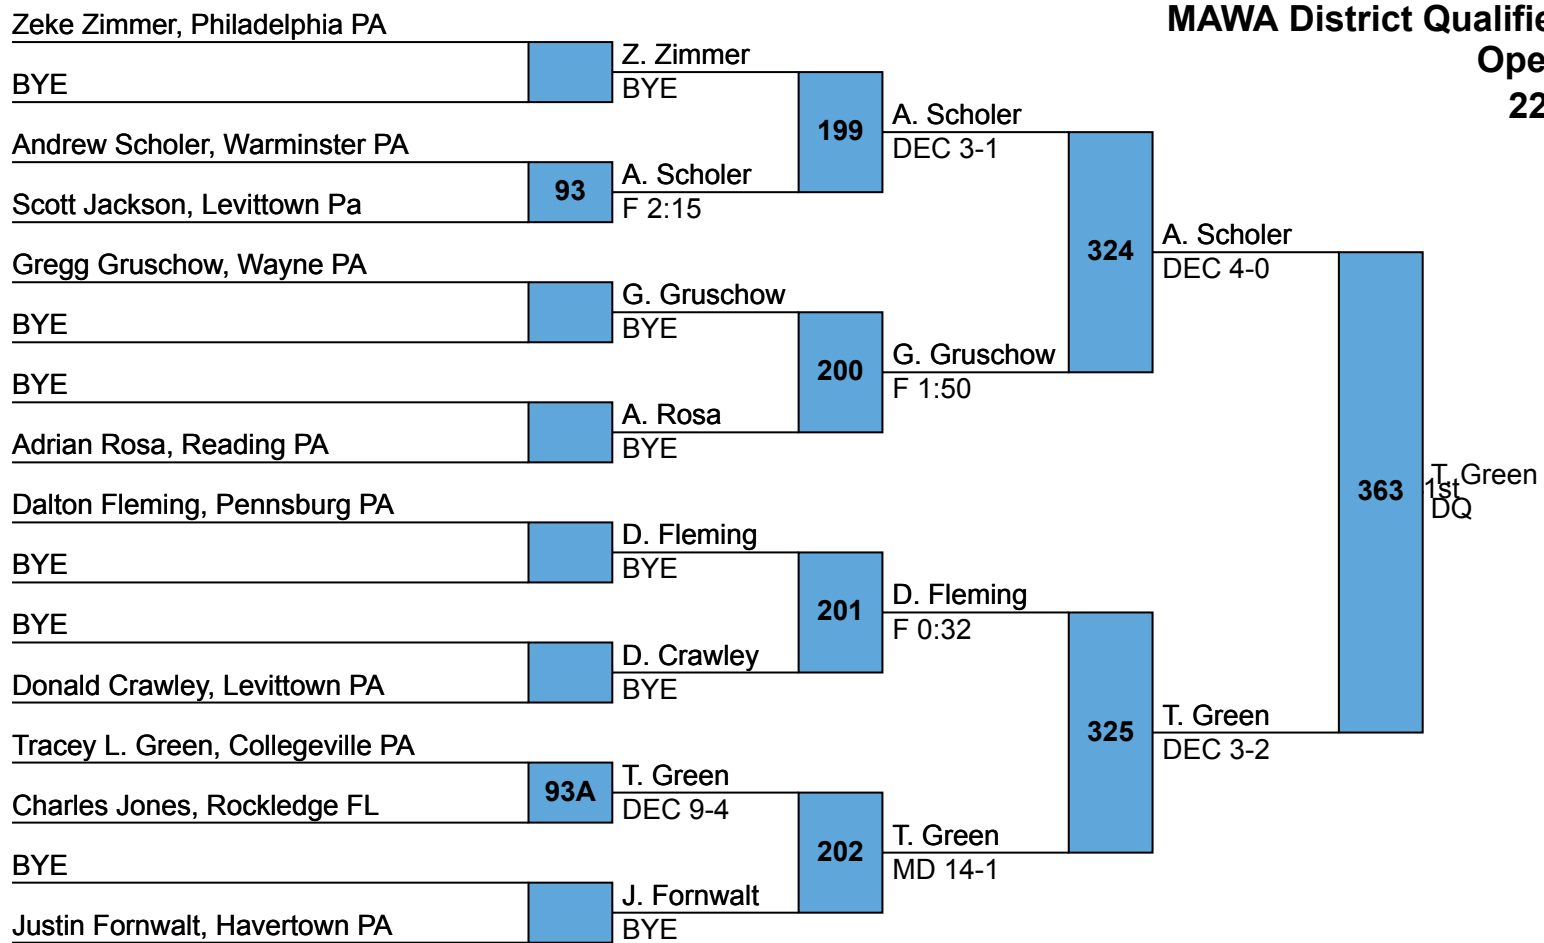 MAWA District Qualifie
Ope
22
Zeke Zimmer, Philadelphia PA
BYE
Andrew Scholer, Warminster PA
Scott Jackson, Levittown Pa
Gregg Gruschow, Wayne PA
BYE
BYE
Adrian Rosa, Reading PA
Dalton Fleming, Pennsburg PA
BYE
BYE
Donald Crawley, Levittown PA
Tracey L. Green, Collegeville PA
Charles Jones, Rockledge FL
BYE
Justin Fornwalt, Havertown PA
93
93A
Z. Zimmer
BYE
A. Scholer
F 2:15
G. Gruschow
BYE
A. Rosa
BYE
D. Fleming
BYE
D. Crawley
BYE
T. Green
DEC 9-4
J. Fornwalt
BYE
199
200
201
202
A. Scholer
DEC 3-1
G. Gruschow
F 1:50
D. Fleming
F 0:32
T. Green
MD 14-1
324
325
A. Scholer
DEC 4-0
T. Green
DEC 3-2
363
T. Green
1st
DQ